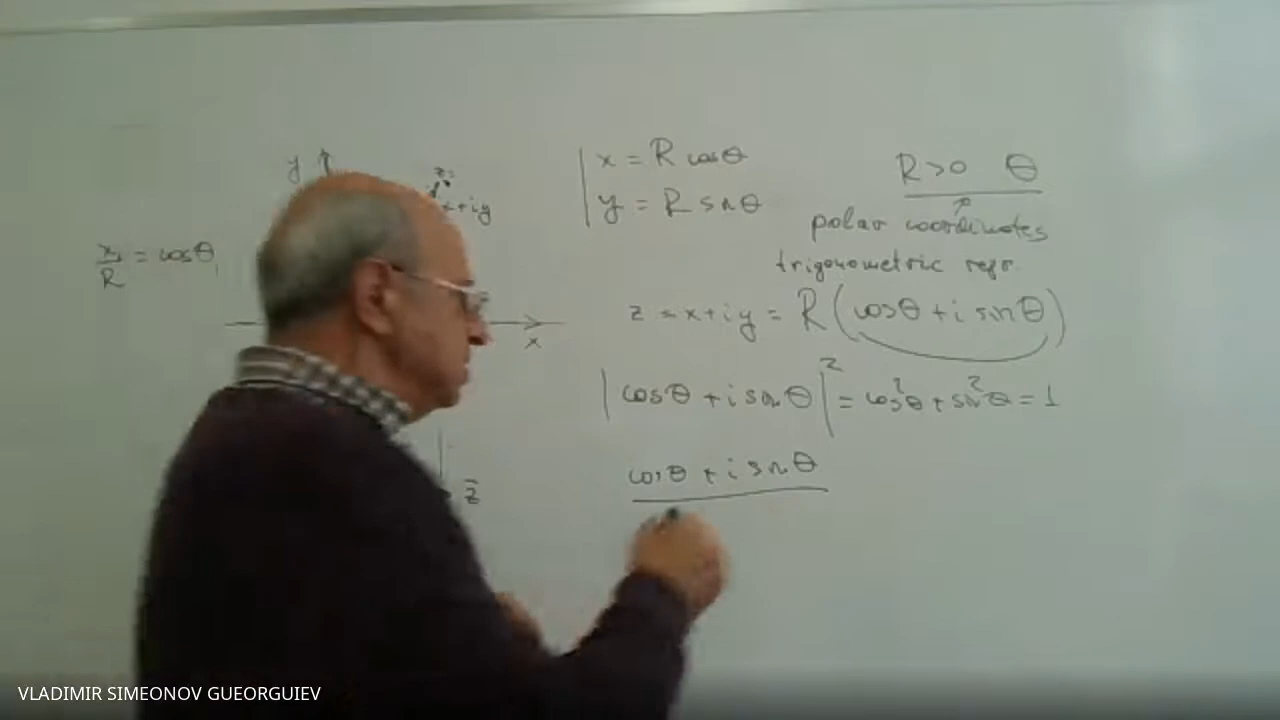 y
z=
x+iy
x/R = cosθ
x
z̄
x = R cosθ
y = R sinθ
R>0 θ
polar coordinates
trigonometric repr.
z = x+iy = R(cosθ + i sinθ)
|cosθ + i sinθ|² = cos²θ + sin²θ = 1
cosθ + i sinθ
VLADIMIR SIMEONOV GUEORGUIEV